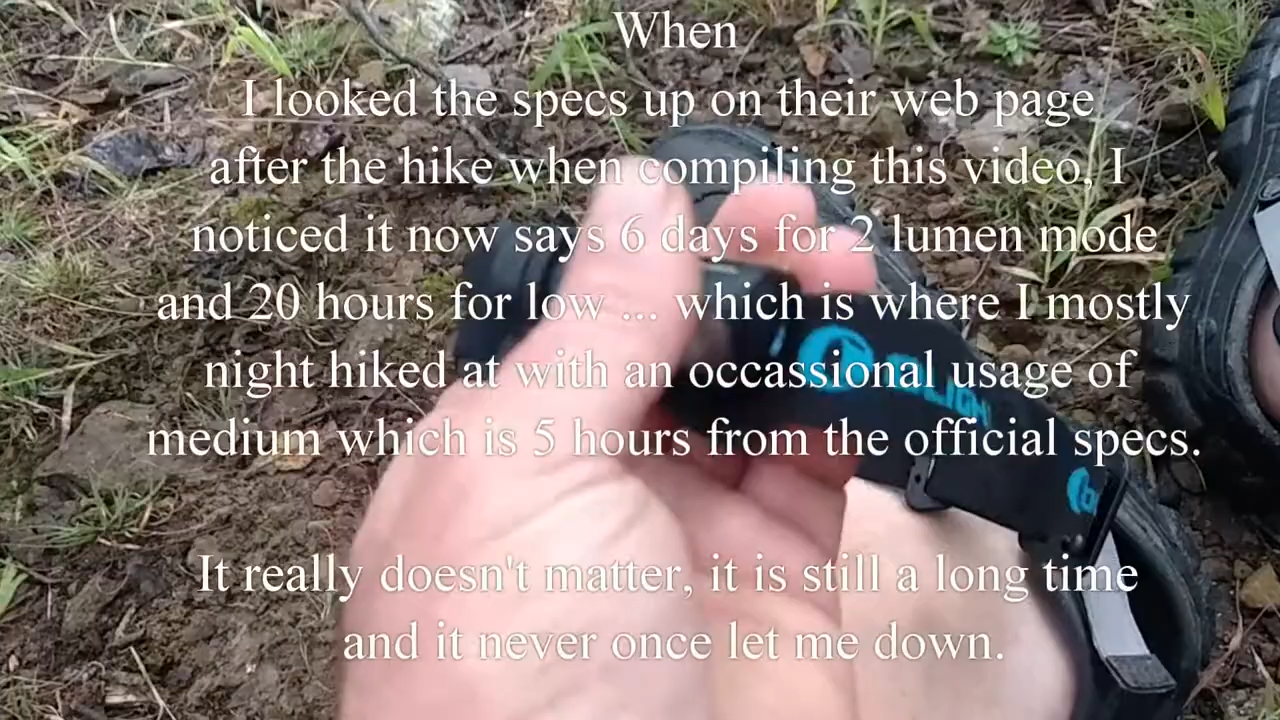 When
I looked the specs up on their web page
after the hike when compiling this video, I
noticed it now says 6 days for 2 lumen mode
and 20 hours for low ... which is where I mostly
night hiked at with an occassional usage of
medium which is 5 hours from the official specs.
It really doesn't matter, it is still a long time
and it never once let me down.